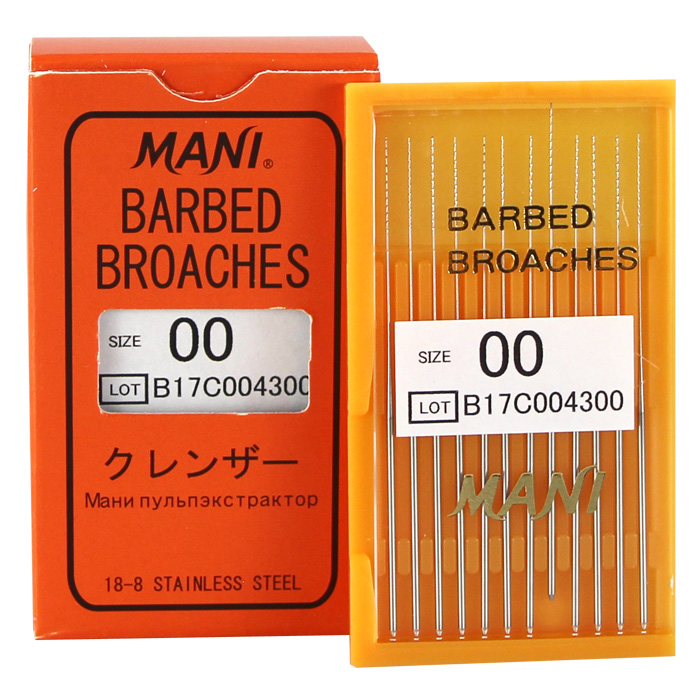 MANI®
BARBED
BROACHES
SIZE 00
LOT B17C004300
クレンザー
Мани пульпэкстрактор
18-8 STAINLESS STEEL
BARBED
BROACHES
SIZE 00
LOT B17C004300
MANI